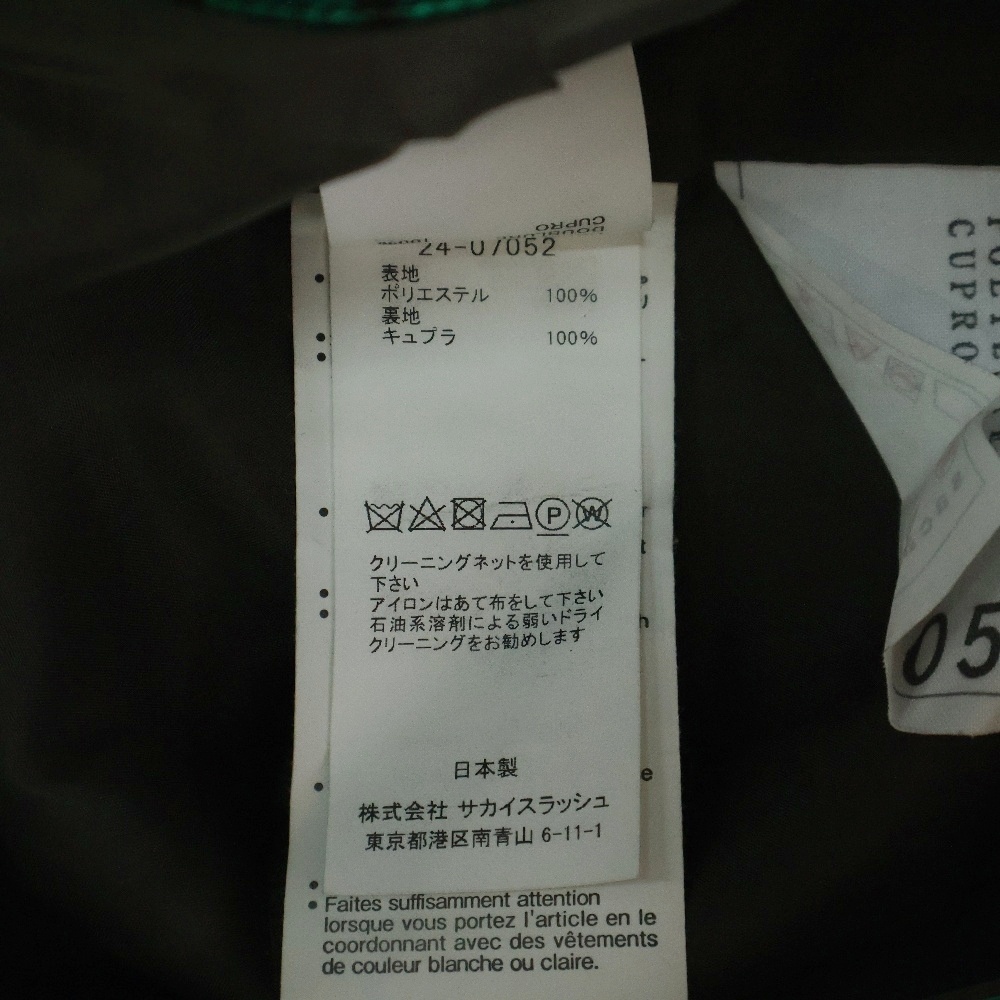 CUPRO
24-07052
表地
ポリエステル 100%
裏地
キュプラ 100%
P W
クリーニングネットを使用して
下さい
アイロンはあて布をして下さい
石油系溶剤による弱いドライ
クリーニングをお勧めします
日本製
株式会社 サカイスラッシュ
東京都港区南青山 6-11-1
• Faites suffisamment attention
lorsque vous portez l'article en le
coordonnant avec des vêtements
de couleur blanche ou claire.
CUPRO
05